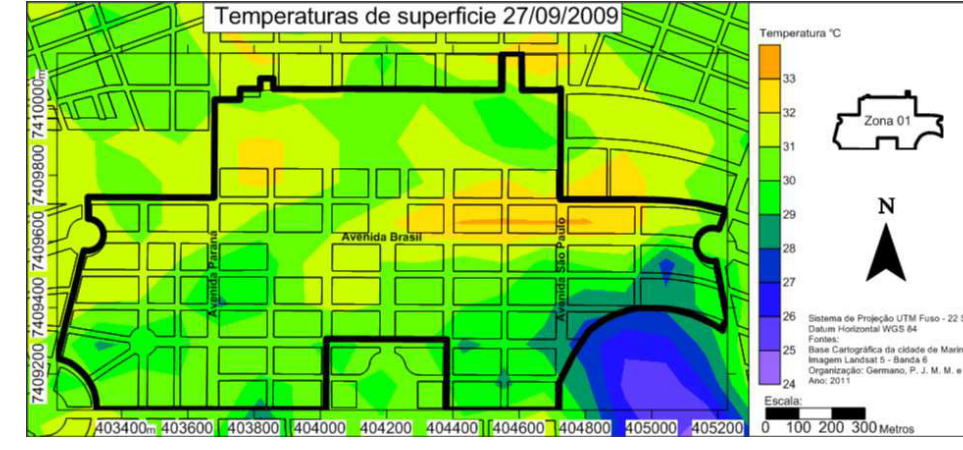 Temperaturas de superficie 27/09/2009
Temperatura °C
33
32
31
30
29
28
27
26
25
24
Zona 01
N
Sistema de Projeção UTM Fuso - 22 S
Datum Horizontal WGS 84
Fontes:
Base Cartográfica da cidade de Marin
Imagem Landsat 5 - Banda 6
Organização: Germano, P. J. M. M. e
Ano: 2011
Escala:
0 100 200 300 Metros
7410000m
7409800
7409600
7409400
7409200
Avenida Brasil
Avenida Paraná
Avenida São Paulo
403400m 403600 403800 404000 404200 404400 404600 404800 405000 405200